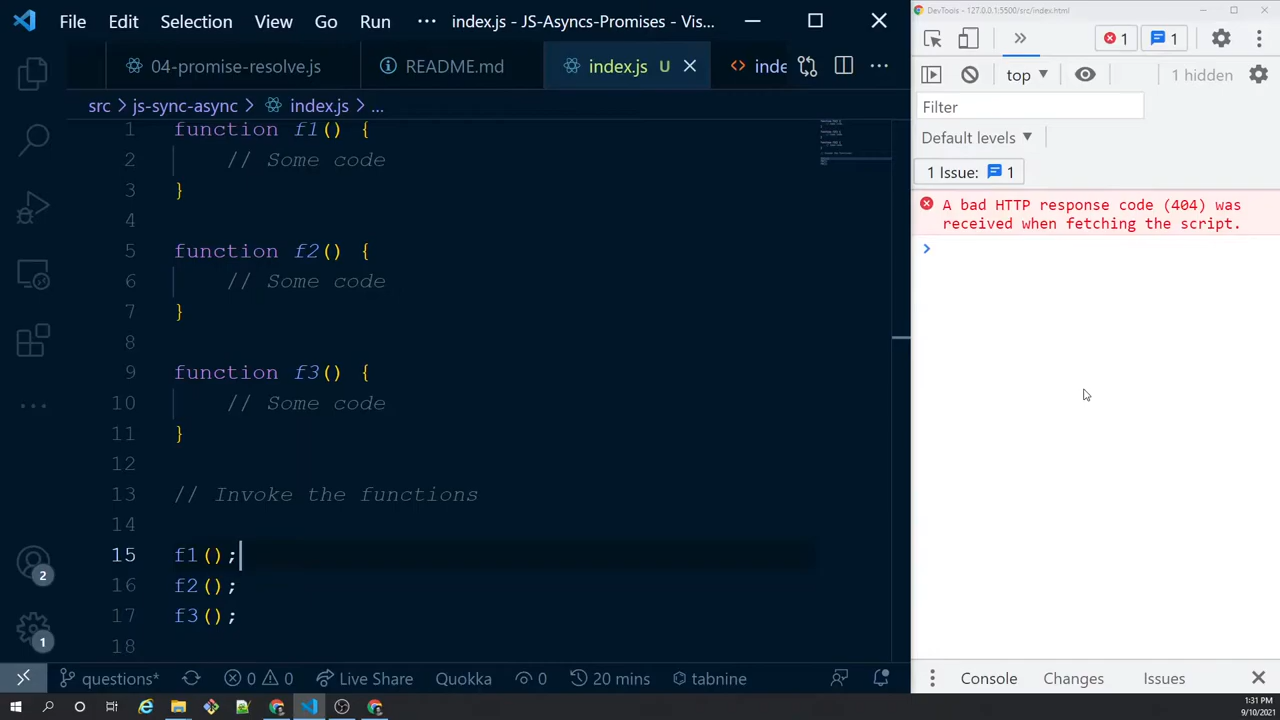 File Edit Selection View Go Run ··· index.js - JS-Asyncs-Promises - Vis...
04-promise-resolve.js README.md index.js U inde
src > js-sync-async > index.js > ...
1 function f1() {
2 // Some code
3 }
4
5 function f2() {
6 // Some code
7 }
8
9 function f3() {
10 // Some code
11 }
12
13 // Invoke the functions
14
15 f1();
16 f2();
17 f3();
18
2
1
questions* 0 0 Live Share Quokka 0 20 mins tabnine
DevTools - 127.0.0.1:5500/src/index.html
1 1
top 1 hidden
Filter
Default levels
1 Issue: 1
A bad HTTP response code (404) was
received when fetching the script.
Console Changes Issues
1:31 PM
9/10/2021